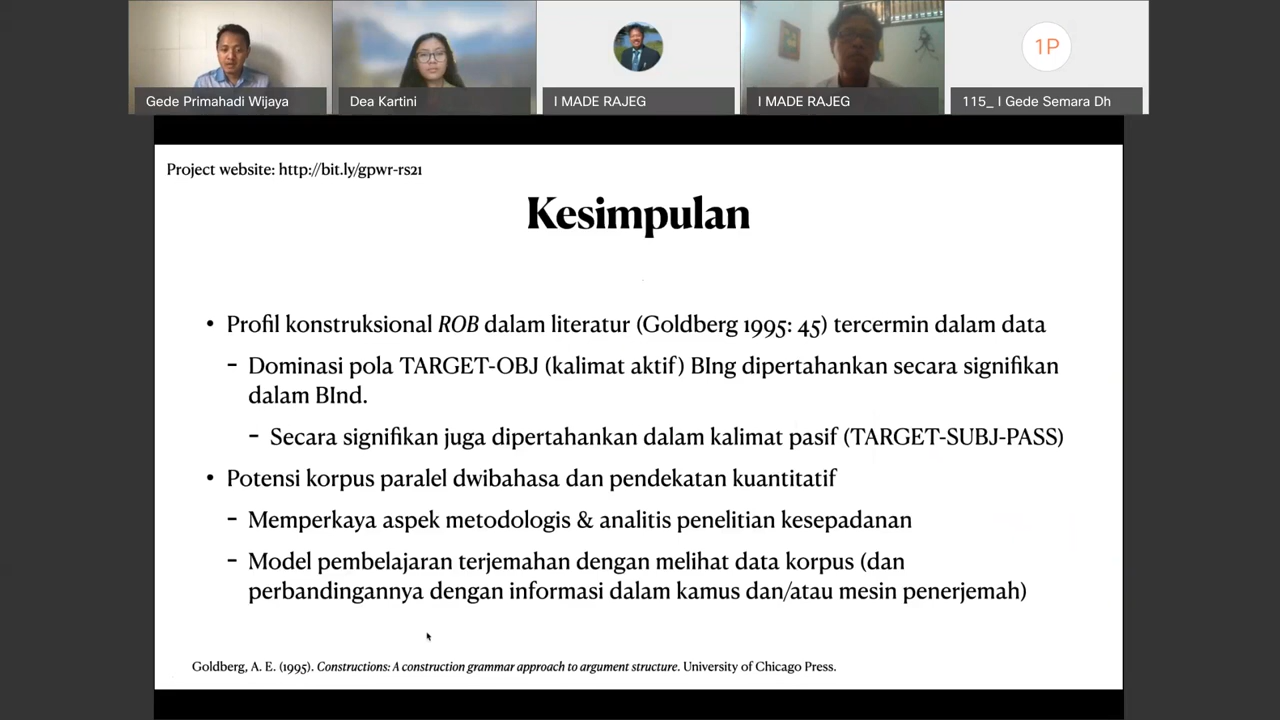 Gede Primahadi Wijaya
Dea Kartini
I MADE RAJEG
I MADE RAJEG
1P
115_ I Gede Semara Dh
Project website: http://bit.ly/gpwr-rs21
Kesimpulan
• Profil konstruksional ROB dalam literatur (Goldberg 1995: 45) tercermin dalam data
– Dominasi pola TARGET-OBJ (kalimat aktif) BIng dipertahankan secara signifikan
dalam BInd.
– Secara signifikan juga dipertahankan dalam kalimat pasif (TARGET-SUBJ-PASS)
• Potensi korpus paralel dwibahasa dan pendekatan kuantitatif
– Memperkaya aspek metodologis & analitis penelitian kesepadanan
– Model pembelajaran terjemahan dengan melihat data korpus (dan
perbandingannya dengan informasi dalam kamus dan/atau mesin penerjemah)
Goldberg, A. E. (1995). Constructions: A construction grammar approach to argument structure. University of Chicago Press.